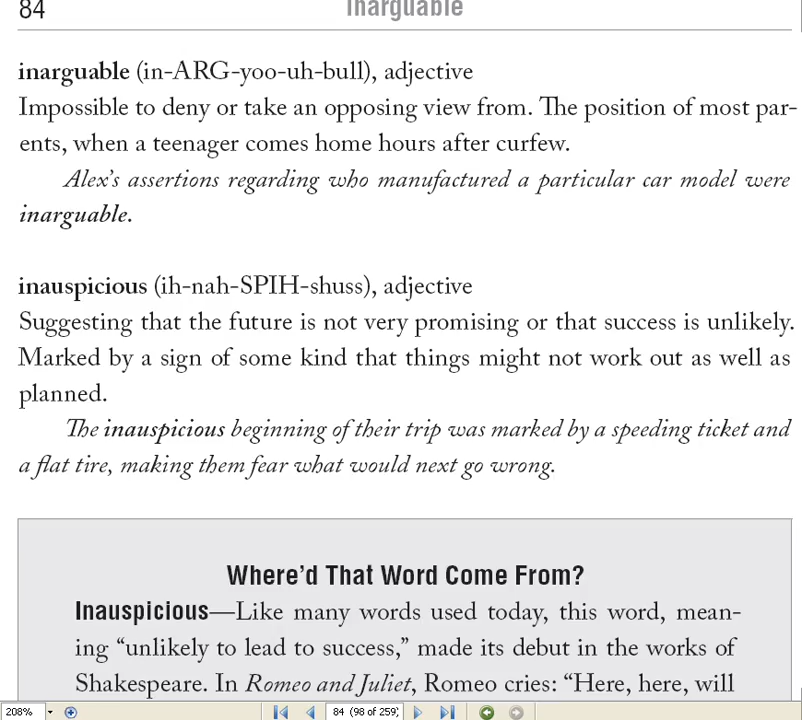 84
inarguable
inarguable (in-ARG-yoo-uh-bull), adjective
Impossible to deny or take an opposing view from. The position of most par-
ents, when a teenager comes home hours after curfew.
Alex's assertions regarding who manufactured a particular car model were
inarguable.
inauspicious (ih-nah-SPIH-shuss), adjective
Suggesting that the future is not very promising or that success is unlikely.
Marked by a sign of some kind that things might not work out as well as
planned.
The inauspicious beginning of their trip was marked by a speeding ticket and
a flat tire, making them fear what would next go wrong.
Where'd That Word Come From?
Inauspicious—Like many words used today, this word, mean-
ing “unlikely to lead to success,” made its debut in the works of
Shakespeare. In Romeo and Juliet, Romeo cries: “Here, here, will
208%
84 (98 of 259)